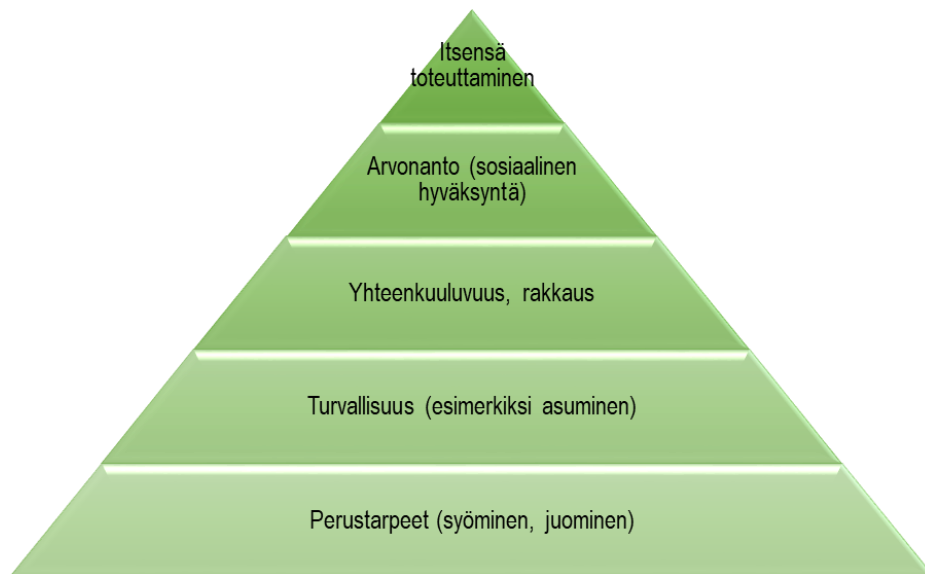 Itsensä
toteuttaminen
Arvonanto (sosiaalinen
hyväksyntä)
Yhteenkuuluvuus, rakkaus
Turvallisuus (esimerkiksi asuminen)
Perustarpeet (syöminen, juominen)